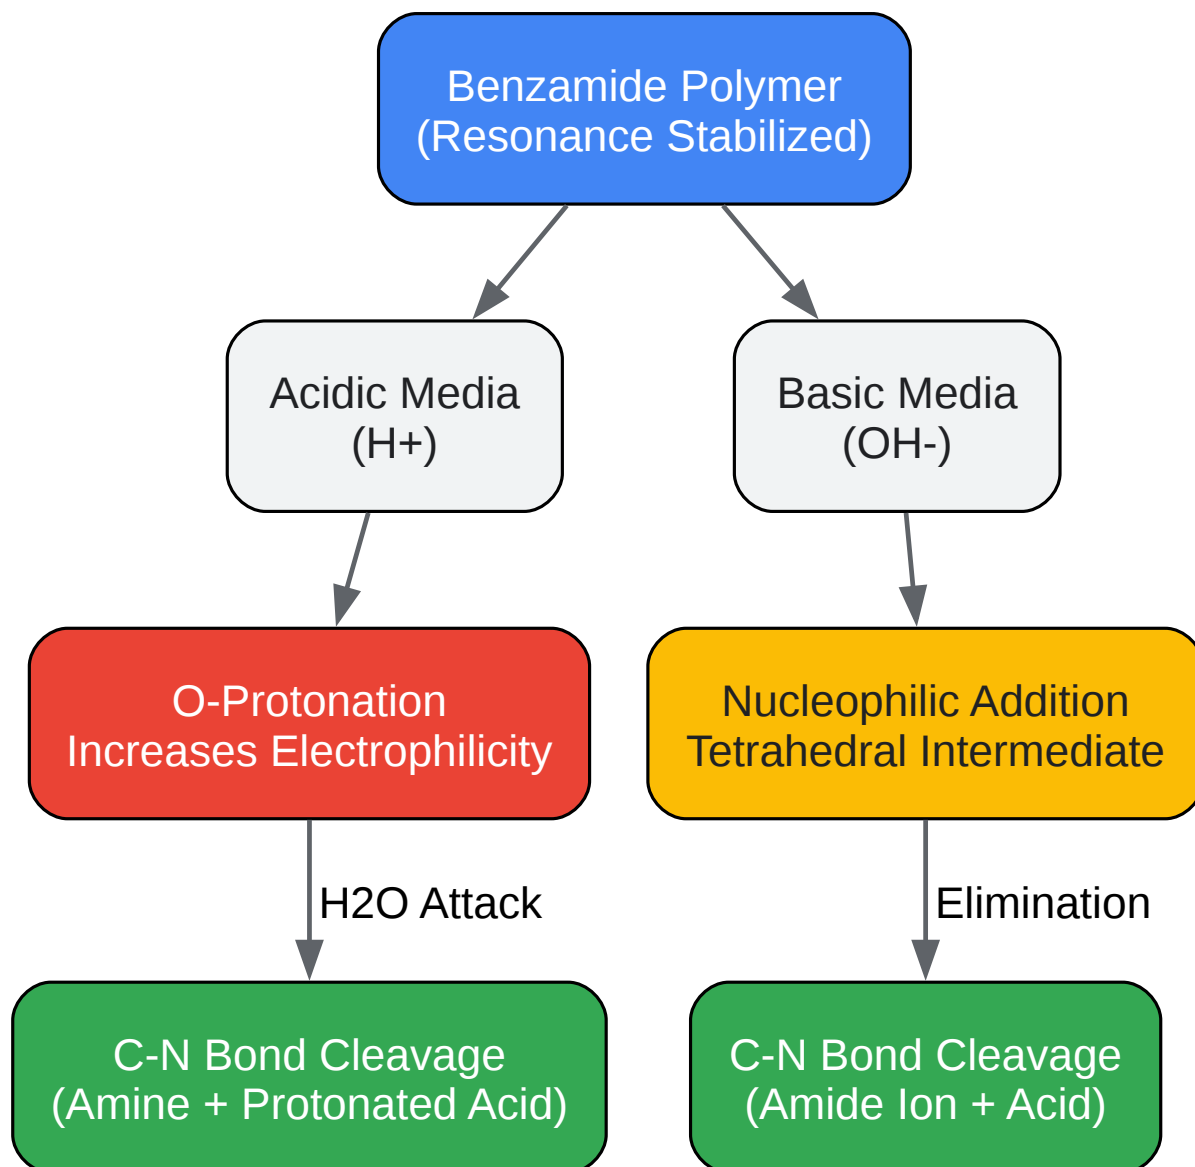 Benzamide Polymer
(Resonance Stabilized)
Acidic Media
(H+)
Basic Media
(OH-)
O-Protonation
Increases Electrophilicity
Nucleophilic Addition
Tetrahedral Intermediate
H2O Attack
Elimination
C-N Bond Cleavage
(Amine + Protonated Acid)
C-N Bond Cleavage
(Amide Ion + Acid)